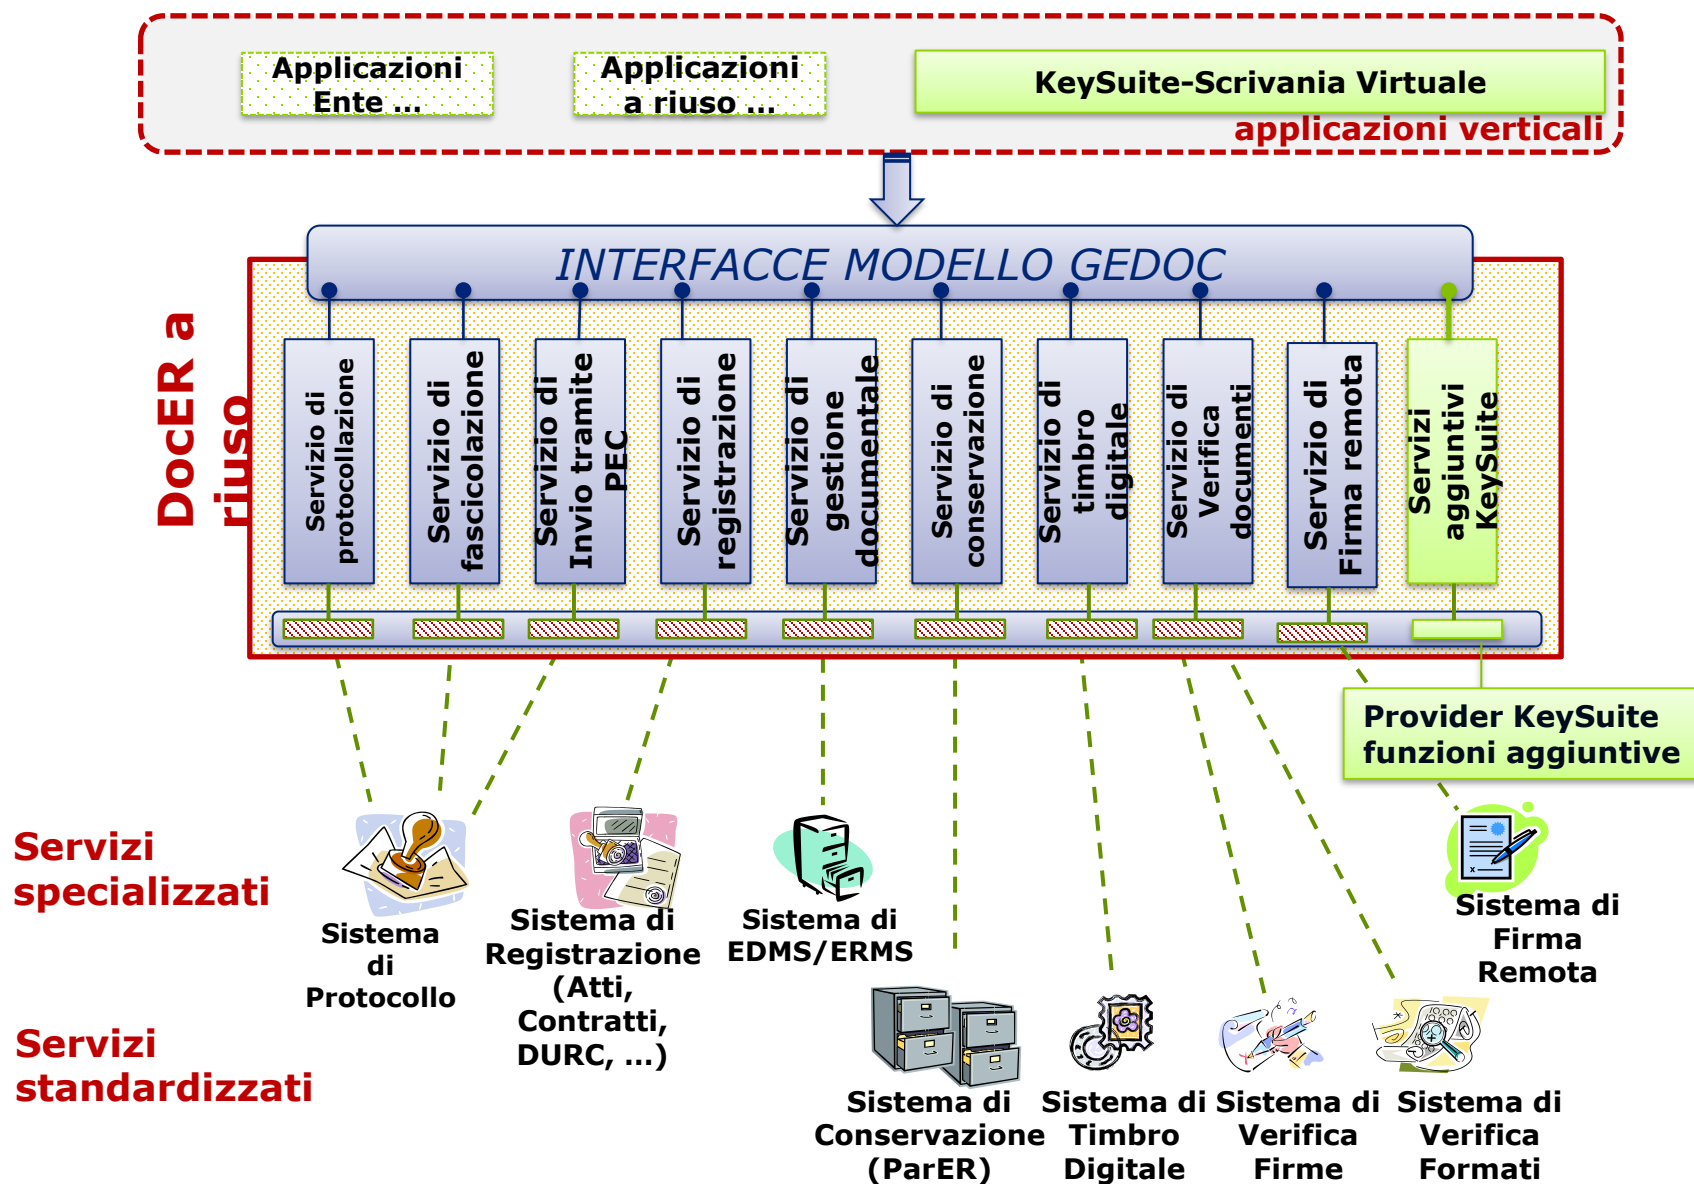 Applicazioni
Ente ...
Applicazioni
a riuso ...
KeySuite-Scrivania Virtuale
applicazioni verticali
INTERFACCE MODELLO GEDOC
DocER a
riuso
Servizio di
protocollazione
Servizio di
fascicolazione
Servizio di
Invio tramite
PEC
Servizio di
registrazione
Servizio di
gestione
documentale
Servizio di
conservazione
Servizio di
timbro
digitale
Servizio di
Verifica
documenti
Servizio di
Firma remota
Servizi
aggiuntivi
KeySuite
Provider KeySuite
funzioni aggiuntive
Servizi
specializzati
Sistema
di
Protocollo
Sistema di
Registrazione
(Atti,
Contratti,
DURC, ...)
Sistema di
EDMS/ERMS
Sistema di
Firma
Remota
Servizi
standardizzati
Sistema di
Conservazione
(ParER)
Sistema di
Timbro
Digitale
Sistema di
Verifica
Firme
Sistema di
Verifica
Formati